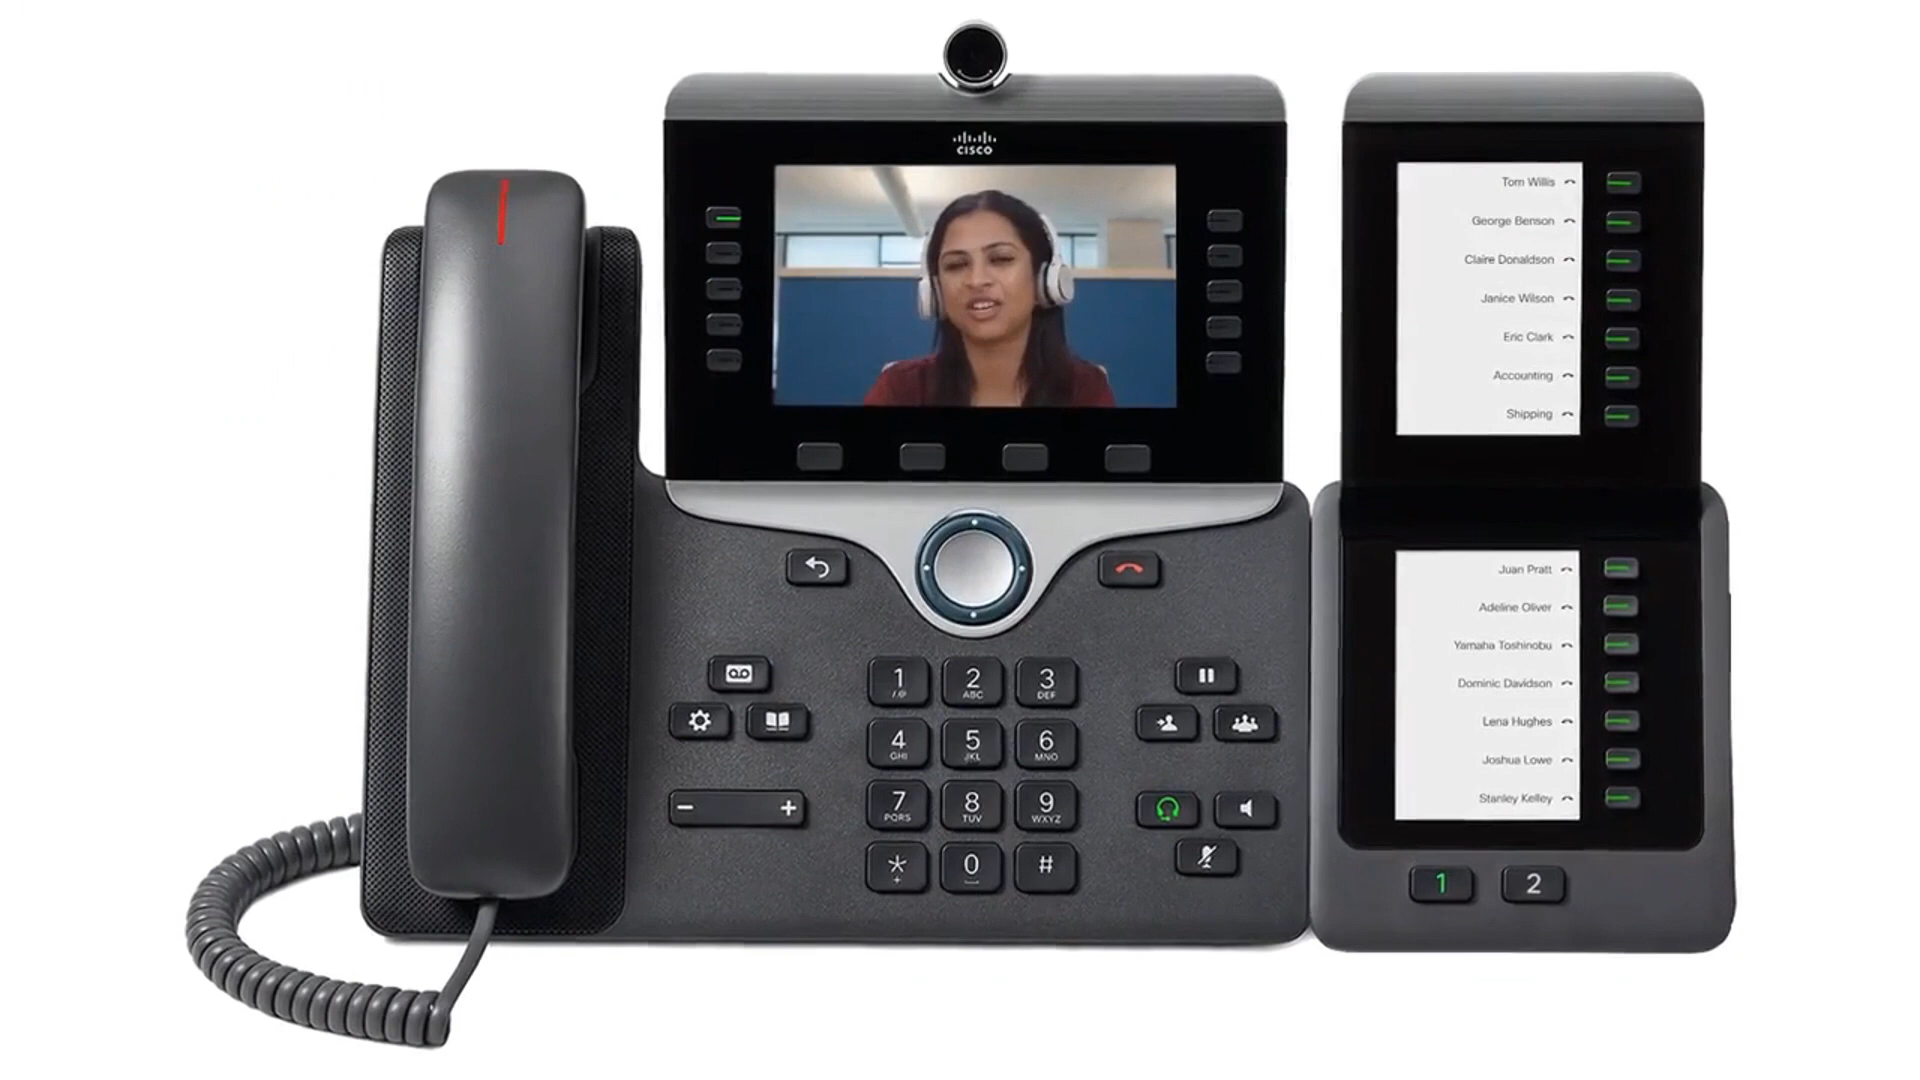 CISCO
Tom Willis
George Benson
Claire Donaldson
Janice Wilson
Eric Clark
Accounting
Shipping
Juan Pratt
Adeline Oliver
Yamaha Toshinobu
Dominic Davidson
Lena Hughes
Joshua Lowe
Stanley Kelley
1 2
1 2 3
/.@ ABC DEF
4 5 6
GHI JKL MNO
7 8 9
PQRS TUV WXYZ
* 0 #
+
− +